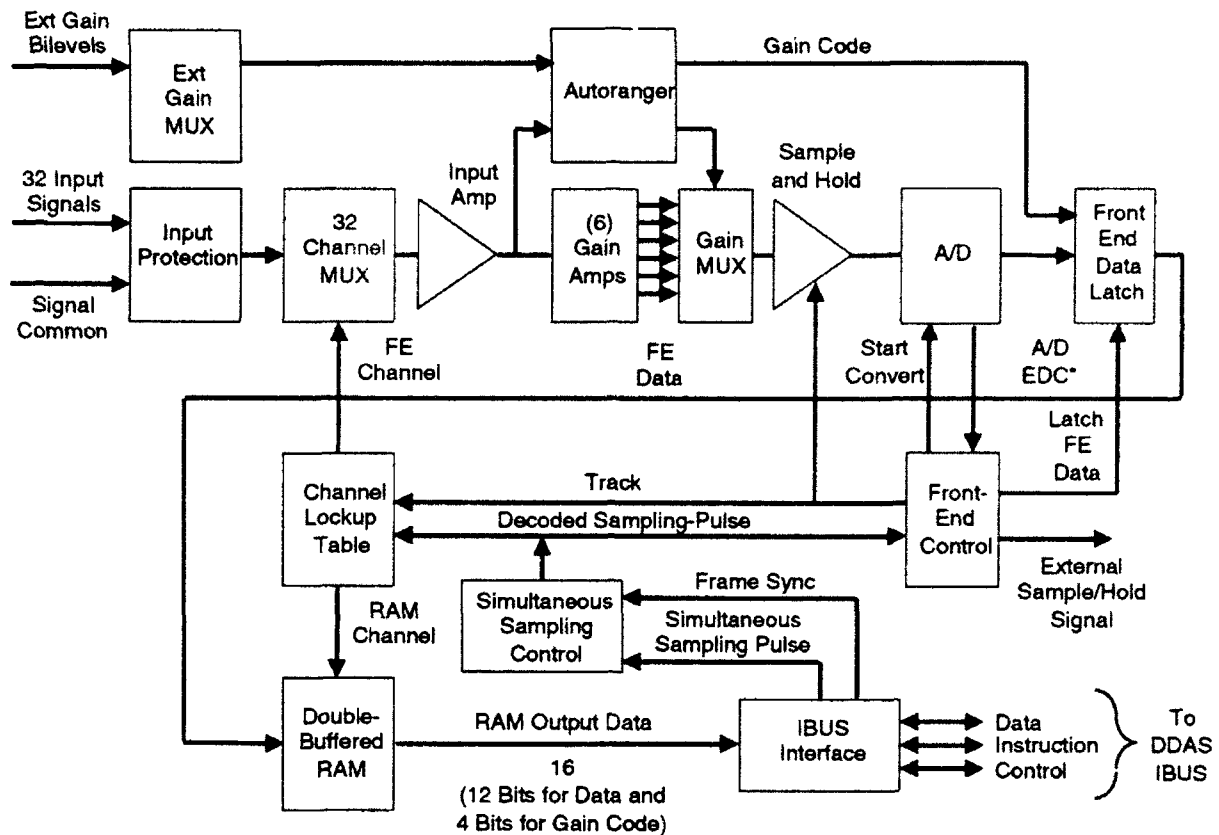 Ext Gain
Bilevels
Ext
Gain
MUX
Autoranger
Gain Code
32 Input
Signals
Input
Protection
Signal
Common
32
Channel
MUX
Input
Amp
(6)
Gain
Amps
Gain
MUX
Sample
and Hold
A/D
Front
End
Data
Latch
FE
Channel
FE
Data
Start
Convert
A/D
EDC*
Latch
FE
Data
Channel
Lockup
Table
Track
Decoded Sampling-Pulse
Front-
End
Control
External
Sample/Hold
Signal
Simultaneous
Sampling
Control
Frame Sync
Simultaneous
Sampling Pulse
RAM
Channel
Double-
Buffered
RAM
RAM Output Data
16
(12 Bits for Data and
4 Bits for Gain Code)
IBUS
Interface
Data
Instruction
Control
To
DDAS
IBUS